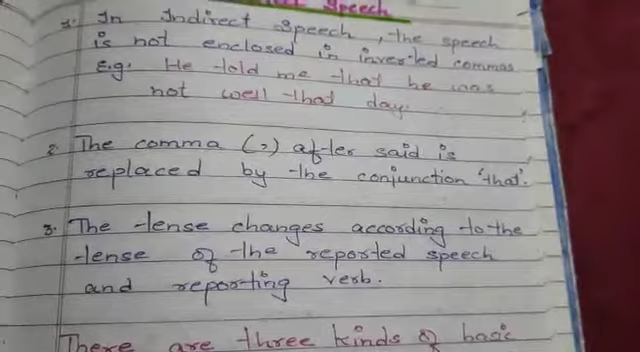 Speech
1. In Indirect Speech, the speech
is not enclosed in inverted commas
E.g. He told me that he was
not well that day.
2. The comma (,) after said is
replaced by the conjunction 'that'.
3. The tense changes according to the
tense of the reported speech
and reporting verb.
There are three kinds of basic